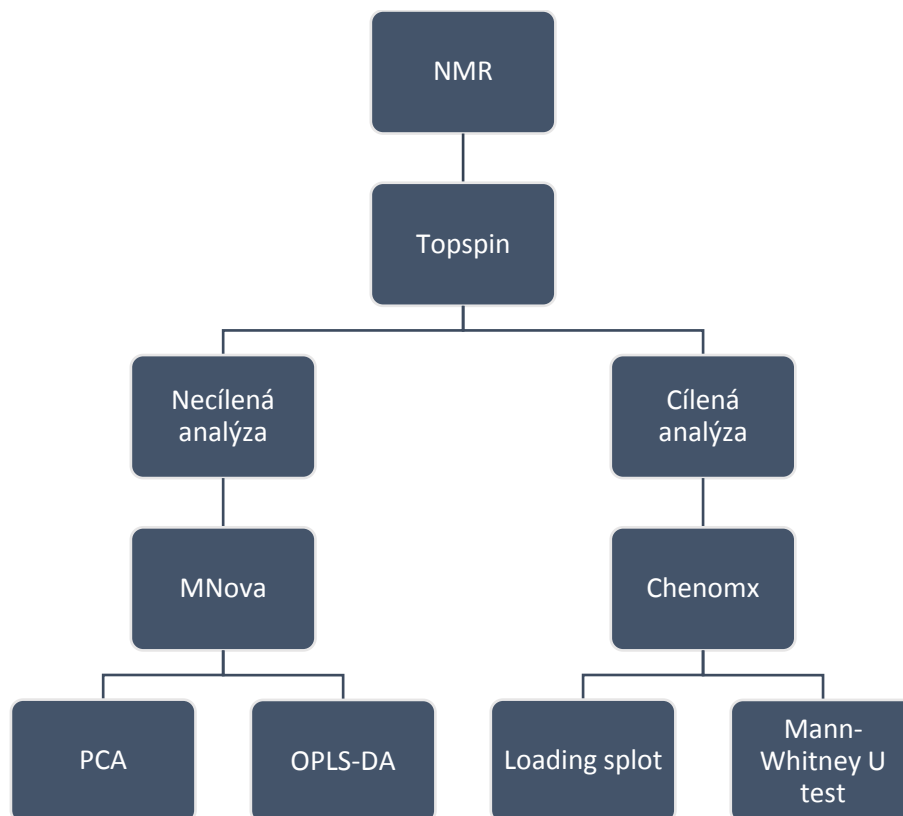 NMR
Topspin
Necílená
analýza
Cílená
analýza
MNova
Chenomx
PCA
OPLS-DA
Loading splot
Mann-
Whitney U
test